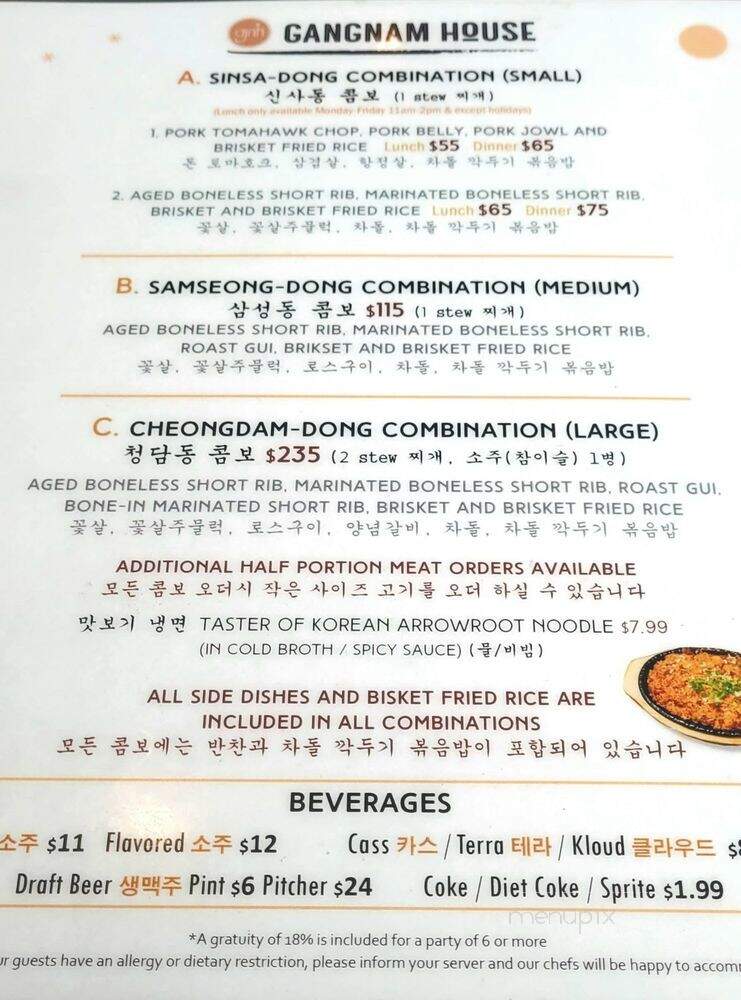 gnh GANGNAM HOUSE
A. SINSA-DONG COMBINATION (SMALL)
신사동 콤보 (1 stew 찌개)
(Lunch only available Monday-Friday 11am-2pm & except holidays)
1. PORK TOMAHAWK CHOP, PORK BELLY, PORK JOWL AND
BRISKET FRIED RICE Lunch $55 Dinner $65
돈 토마호크, 삼겹살, 항정살, 차돌 깍두기 볶음밥
2. AGED BONELESS SHORT RIB, MARINATED BONELESS SHORT RIB,
BRISKET AND BRISKET FRIED RICE Lunch $65 Dinner $75
꽃살, 꽃살주물럭, 차돌, 차돌 깍두기 볶음밥
B. SAMSEONG-DONG COMBINATION (MEDIUM)
삼성동 콤보 $115 (1 stew 찌개)
AGED BONELESS SHORT RIB, MARINATED BONELESS SHORT RIB,
ROAST GUI, BRIKSET AND BRISKET FRIED RICE
꽃살, 꽃살주물럭, 로스구이, 차돌, 차돌 깍두기 볶음밥
C. CHEONGDAM-DONG COMBINATION (LARGE)
청담동 콤보 $235 (2 stew 찌개, 소주(참이슬) 1병)
AGED BONELESS SHORT RIB, MARINATED BONELESS SHORT RIB, ROAST GUI,
BONE-IN MARINATED SHORT RIB, BRISKET AND BRISKET FRIED RICE
꽃살, 꽃살주물럭, 로스구이, 양념갈비, 차돌, 차돌 깍두기 볶음밥
ADDITIONAL HALF PORTION MEAT ORDERS AVAILABLE
모든 콤보 오더시 작은 사이즈 고기를 오더 하실 수 있습니다
맛보기 냉면 TASTER OF KOREAN ARROWROOT NOODLE $7.99
(IN COLD BROTH / SPICY SAUCE) (물/비빔)
ALL SIDE DISHES AND BISKET FRIED RICE ARE
INCLUDED IN ALL COMBINATIONS
모든 콤보에는 반찬과 차돌 깍두기 볶음밥이 포함되어 있습니다
BEVERAGES
소주 $11 Flavored 소주 $12 Cass 카스 / Terra 테라 / Kloud 클라우드
Draft Beer 생맥주 Pint $6 Pitcher $24 Coke / Diet Coke / Sprite $1.99
menupix
*A gratuity of 18% is included for a party of 6 or more
guests have an allergy or dietary restriction, please inform your server and our chefs will be happy to